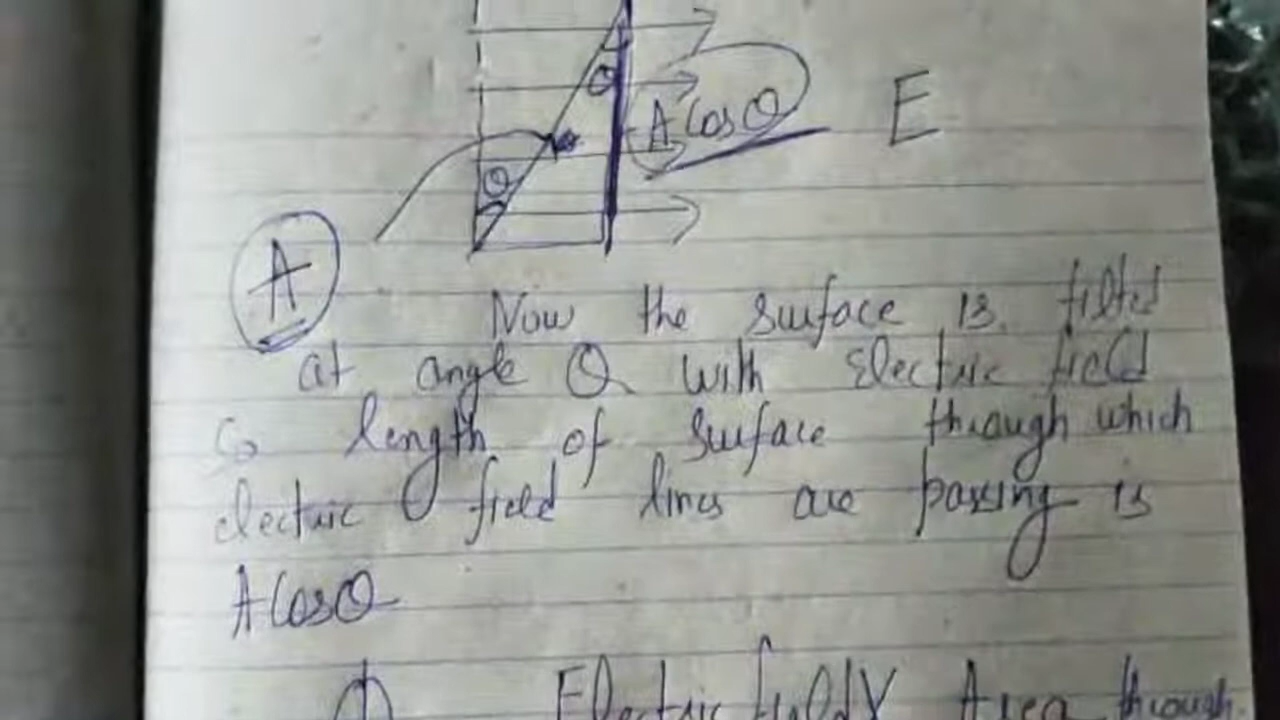 θ
A Cosθ
E
θ
A
Now the surface is tilted
at angle θ with electric field
So length of surface through which
electric field lines are passing is
A Cosθ
ϕ Electric field X Area through